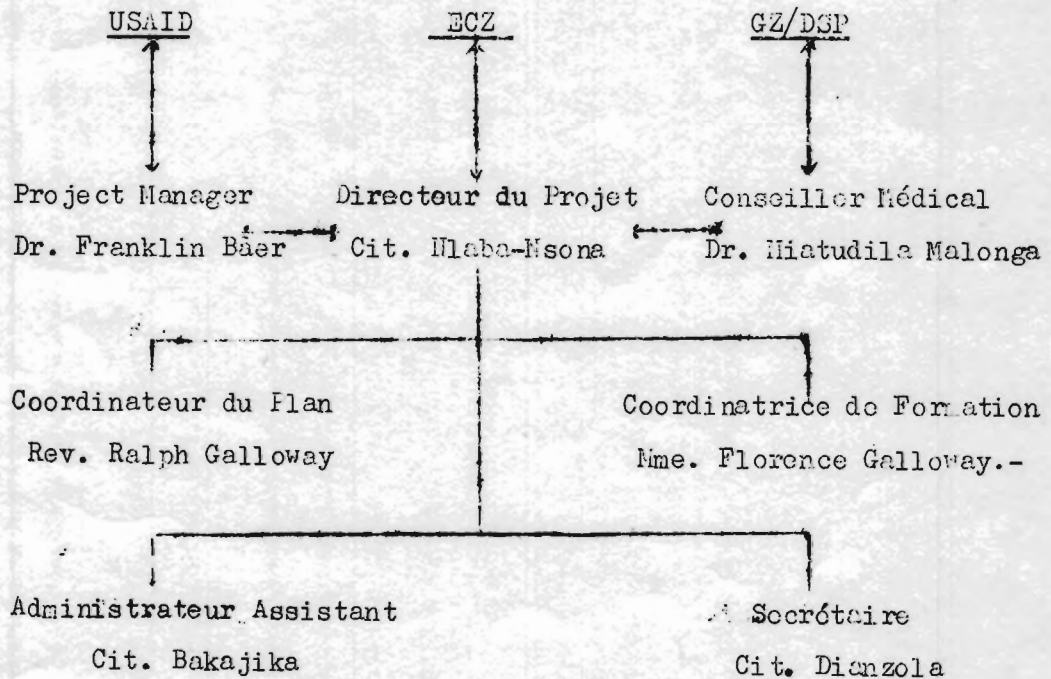 USAID ECZ GZ/DSP
Project Manager Directeur du Projet Conseiller Médical
Dr. Franklin Baer Cit. Nlaba-Nsona Dr. Miatudila Malonga
Coordinateur du Plan Coordinatrice de Formation
Rev. Ralph Galloway Mme. Florence Galloway.-
Administrateur Assistant Secrétaire
Cit. Bakajika Cit. Dianzola